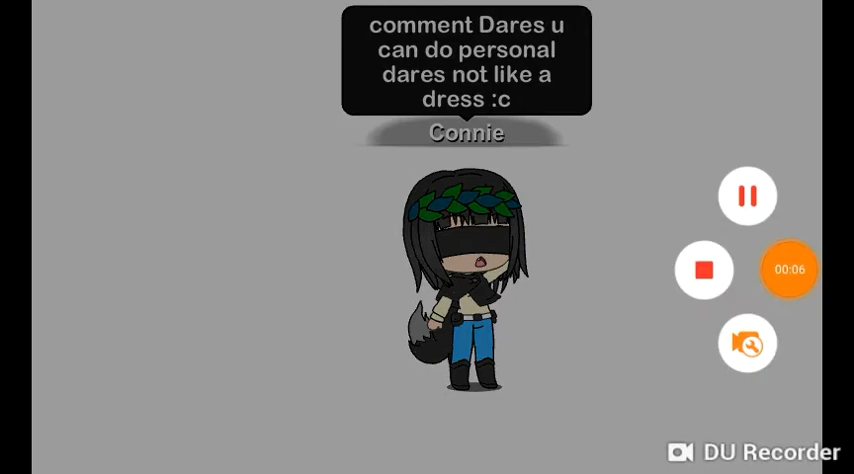 comment Dares u
can do personal
dares not like a
dress :c
Connie
00:06
DU Recorder